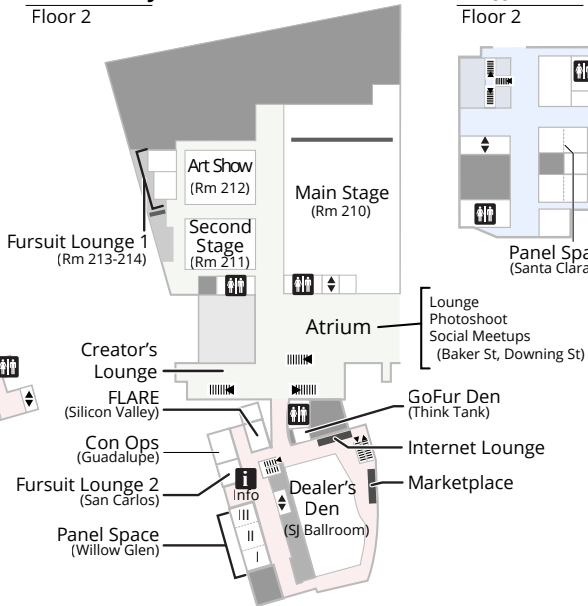 Floor 2
Floor 2
Art Show
(Rm 212)
Main Stage
(Rm 210)
Second
Stage
(Rm 211)
Fursuit Lounge 1
(Rm 213-214)
Panel Spa
(Santa Clara
Atrium
Lounge
Photoshoot
Social Meetups
(Baker St, Downing St)
Creator's
Lounge
FLARE
(Silicon Valley)
GoFur Den
(Think Tank)
Con Ops
(Guadalupe)
Internet Lounge
Fursuit Lounge 2
(San Carlos)
i
Info
Marketplace
Dealer's
Den
(SJ Ballroom)
Panel Space
(Willow Glen)
III
II
I